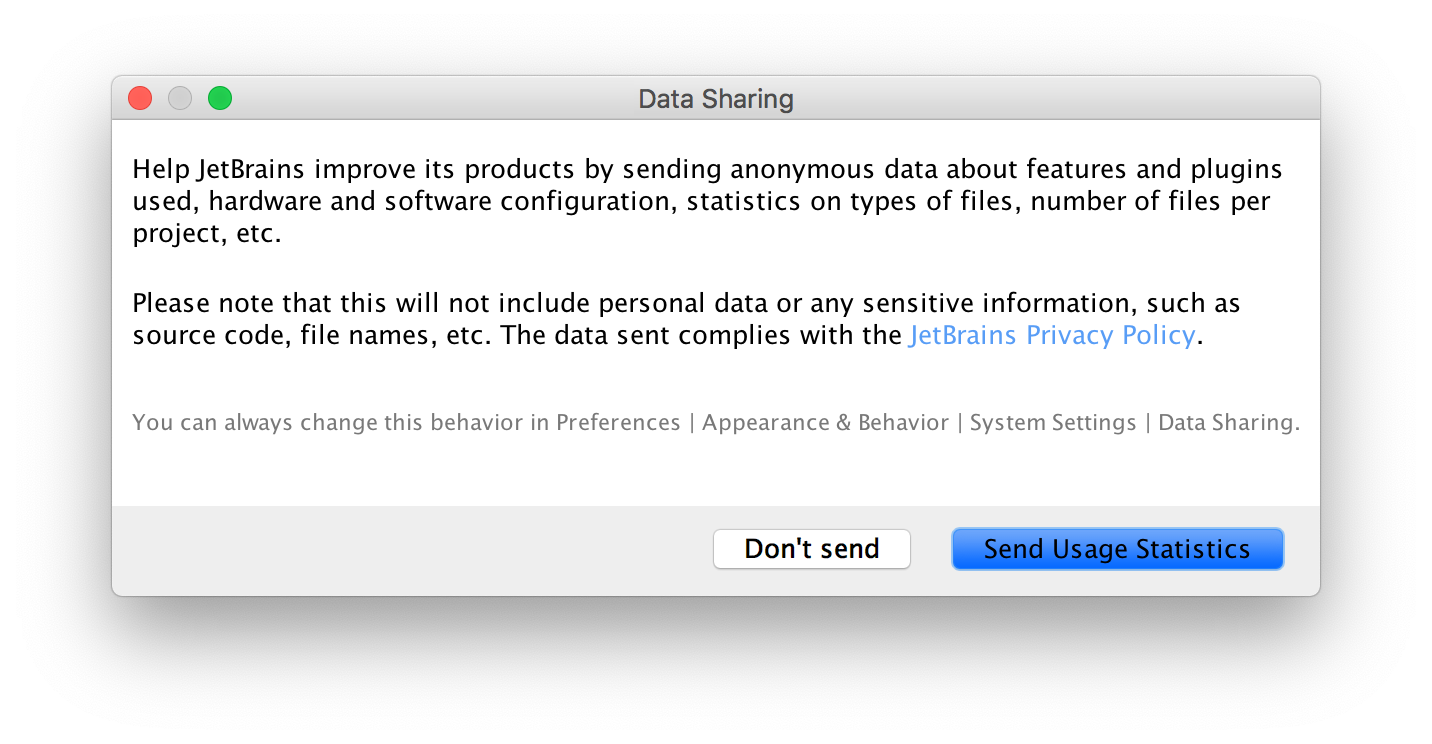 Data Sharing
Help JetBrains improve its products by sending anonymous data about features and plugins
used, hardware and software configuration, statistics on types of files, number of files per
project, etc.
Please note that this will not include personal data or any sensitive information, such as
source code, file names, etc. The data sent complies with the JetBrains Privacy Policy.
You can always change this behavior in Preferences | Appearance & Behavior | System Settings | Data Sharing.
Don't send
Send Usage Statistics